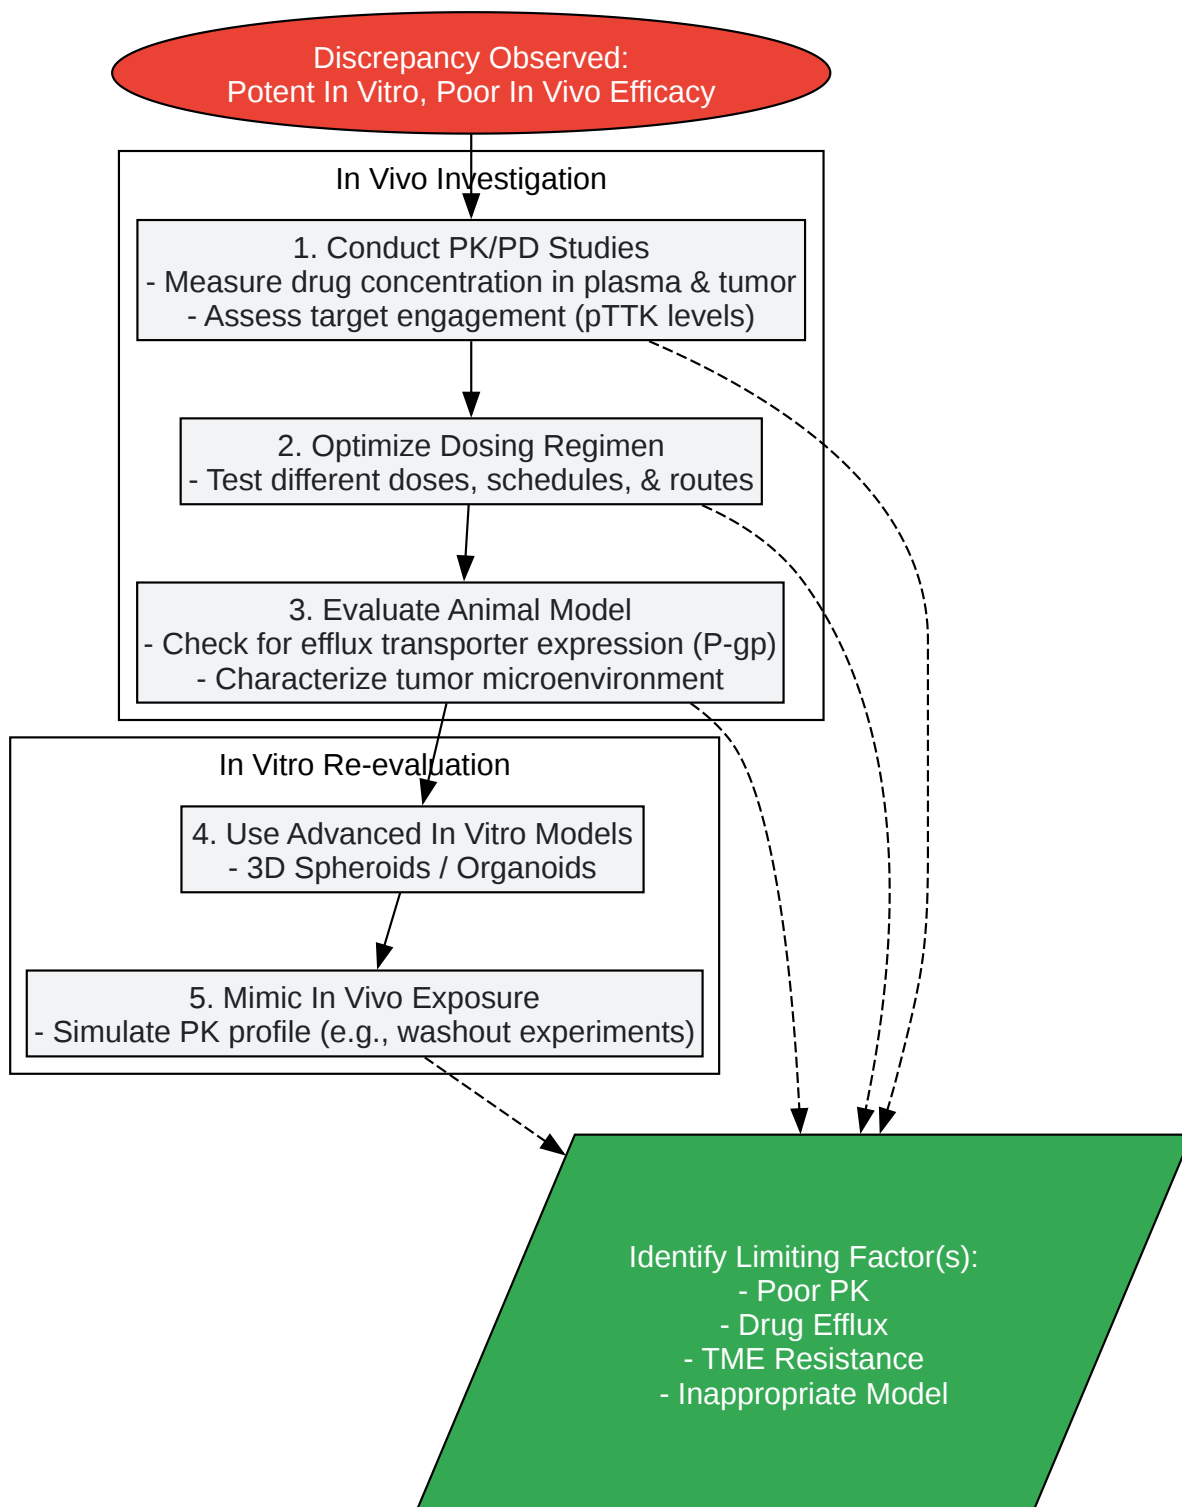 Discrepancy Observed:
Potent In Vitro, Poor In Vivo Efficacy
In Vivo Investigation
1. Conduct PK/PD Studies
- Measure drug concentration in plasma & tumor
- Assess target engagement (pTTK levels)
2. Optimize Dosing Regimen
- Test different doses, schedules, & routes
3. Evaluate Animal Model
- Check for efflux transporter expression (P-gp)
- Characterize tumor microenvironment
In Vitro Re-evaluation
4. Use Advanced In Vitro Models
- 3D Spheroids / Organoids
5. Mimic In Vivo Exposure
- Simulate PK profile (e.g., washout experiments)
Identify Limiting Factor(s):
- Poor PK
- Drug Efflux
- TME Resistance
- Inappropriate Model